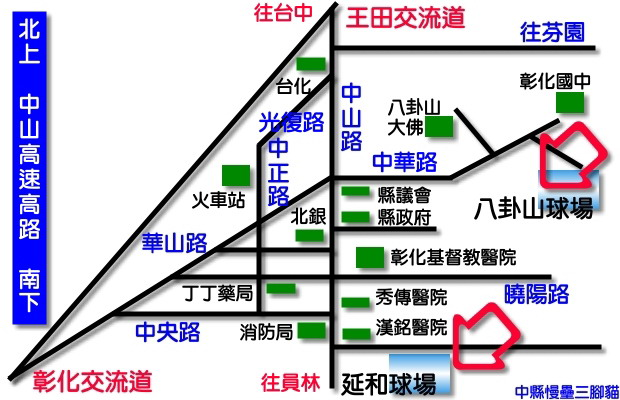 往台中
王田交流道
北上 中山高速高路 南下
往芬園
台化
彰化國中
中山路
八卦山
大佛
光復路
中正路
中華路
火車站
縣議會
八卦山球場
北銀
縣政府
華山路
彰化基督教醫院
丁丁藥局
秀傳醫院
曉陽路
中央路
消防局
漢銘醫院
彰化交流道
往員林
延和球場
中縣慢壘三腳貓